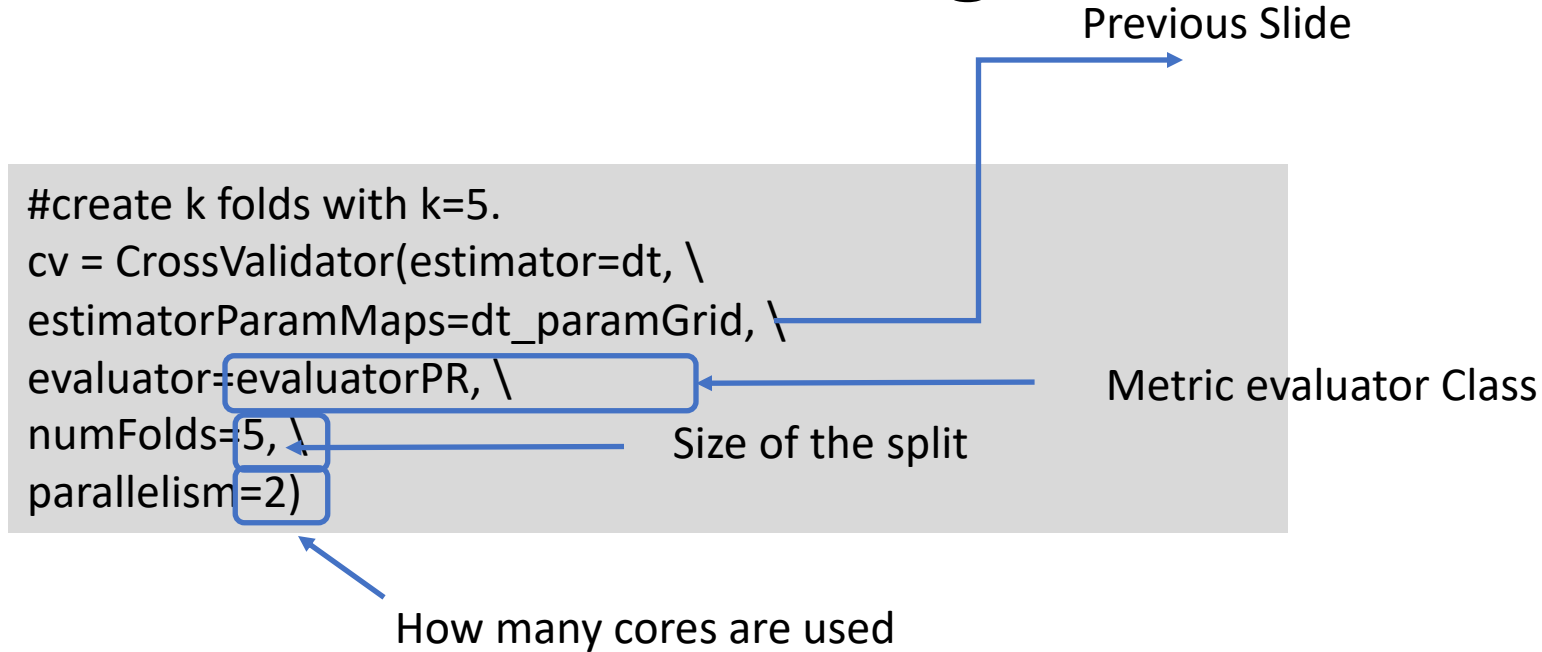 Previous Slide
#create k folds with k=5.
cv = CrossValidator(estimator=dt, \
estimatorParamMaps=dt_paramGrid, \
evaluator=evaluatorPR, \
Metric evaluator Class
numFolds=5, \
Size of the split
parallelism=2)
How many cores are used